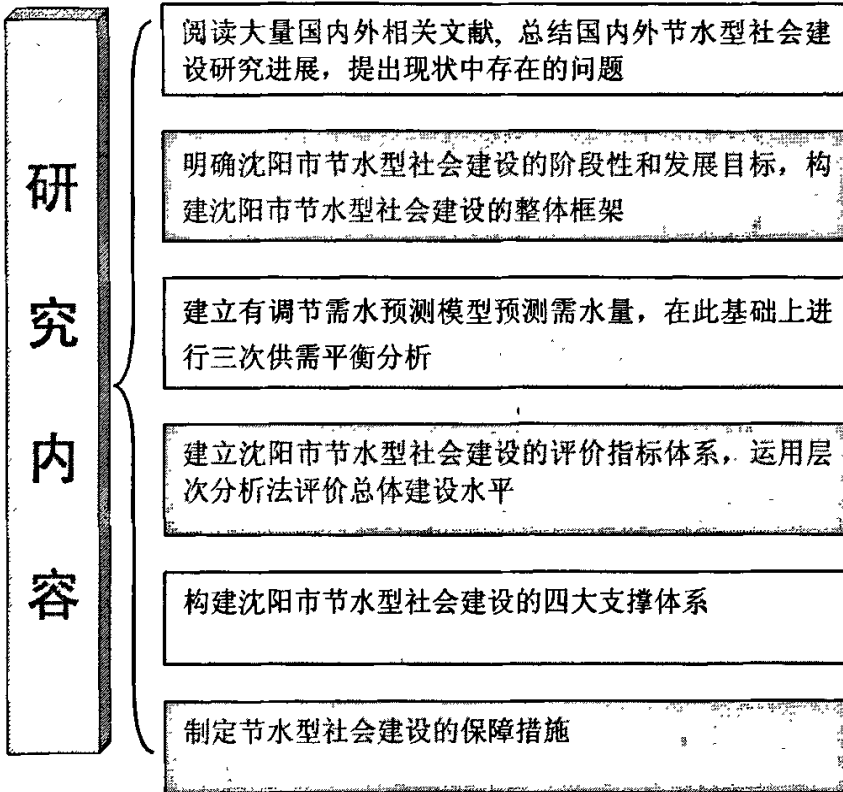 研究内容
阅读大量国内外相关文献, 总结国内外节水型社会建
设研究进展，提出现状中存在的问题
明确沈阳市节水型社会建设的阶段性和发展目标，构
建沈阳市节水型社会建设的整体框架
建立有调节需水预测模型预测需水量，在此基础上进
行三次供需平衡分析
建立沈阳市节水型社会建设的评价指标体系，运用层
次分析法评价总体建设水平
构建沈阳市节水型社会建设的四大支撑体系
制定节水型社会建设的保障措施